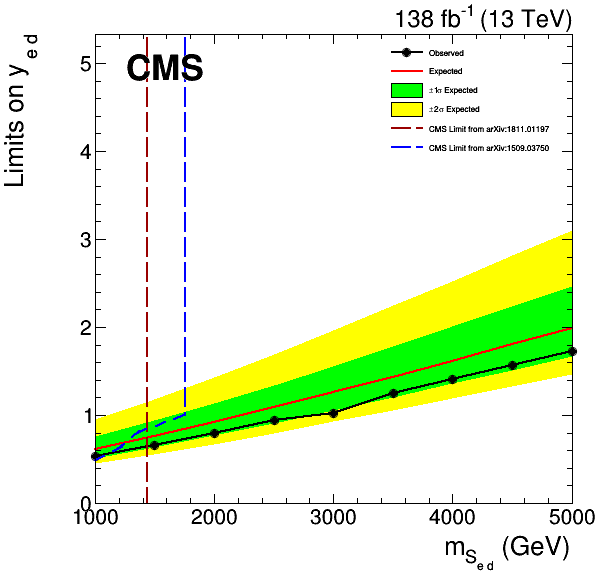 138 fb-1 (13 TeV)
Limits on y e d
CMS
Observed
Expected
±1σ Expected
±2σ Expected
CMS Limit from arXiv:1811.01197
CMS Limit from arXiv:1509.03750
5
4
3
2
1
0
1000 2000 3000 4000 5000
mS e d (GeV)